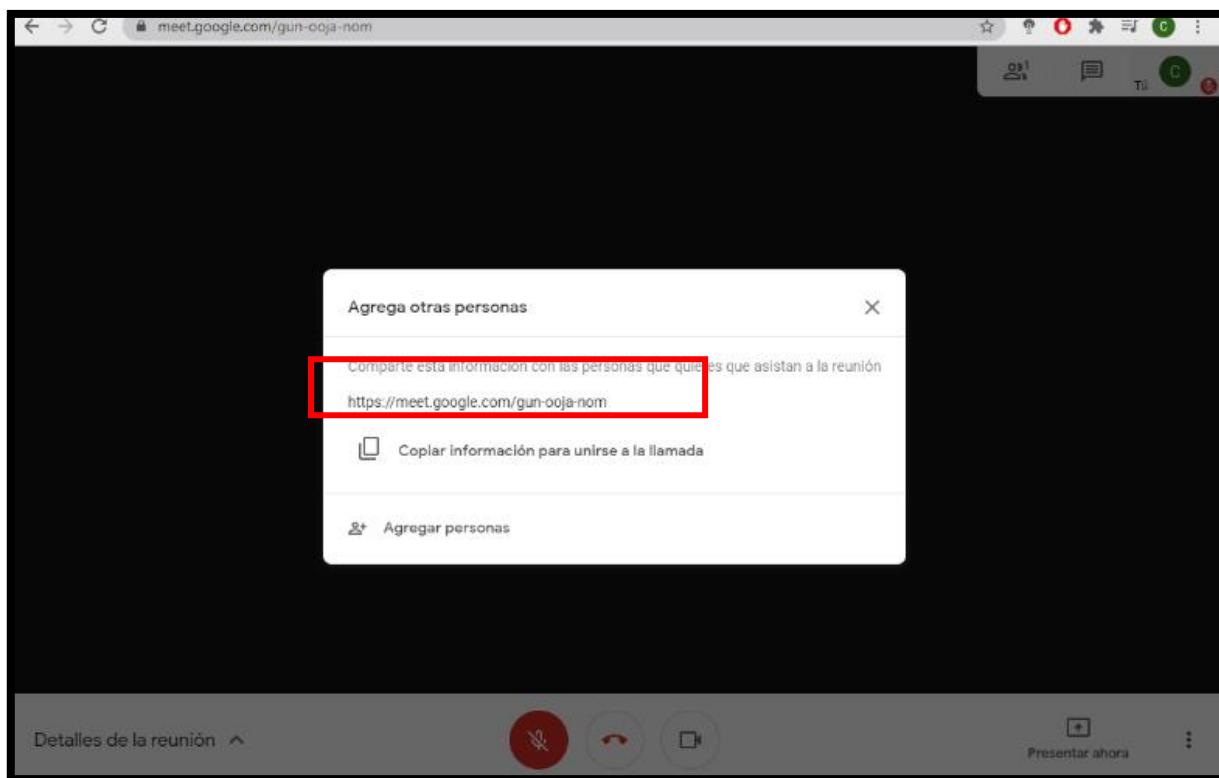 meet.google.com/gun-ooja-nom
C
1
Tú
C
Agrega otras personas
Comparte esta información con las personas que quieres que asistan a la reunión
https://meet.google.com/gun-ooja-nom
Copiar información para unirse a la llamada
Agregar personas
Detalles de la reunión
Presentar ahora